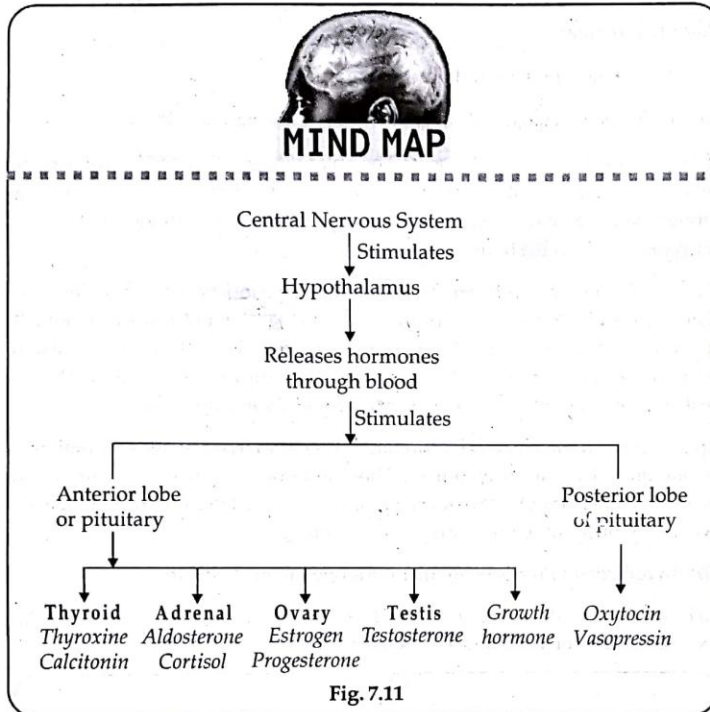 MIND MAP
Central Nervous System
Stimulates
Hypothalamus
Releases hormones
through blood
Stimulates
Anterior lobe
or pituitary
Posterior lobe
of pituitary
Thyroid
Thyroxine
Calcitonin
Adrenal
Aldosterone
Cortisol
Ovary
Estrogen
Progesterone
Testis
Testosterone
Growth
hormone
Oxytocin
Vasopressin
Fig. 7.11